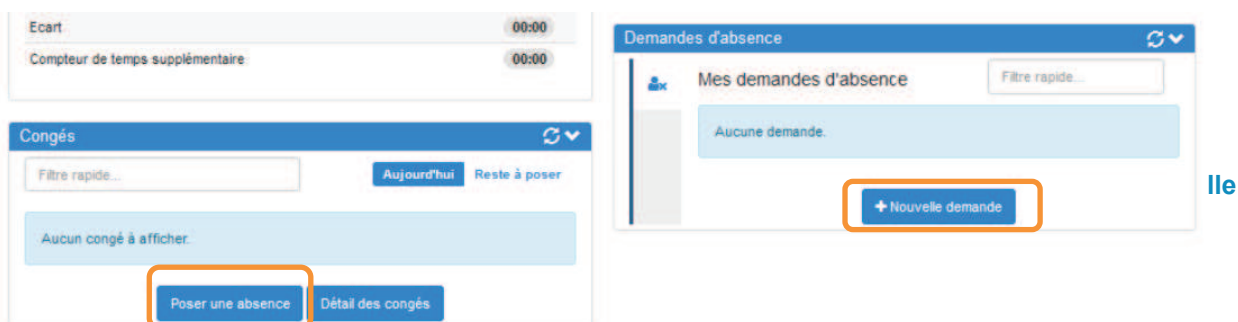 Ecart 00:00
Compteur de temps supplémentaire 00:00
Congés
Filtre rapide... Aujourd'hui Reste à poser
Aucun congé à afficher.
Poser une absence Détail des congés
Demandes d'absence
Mes demandes d'absence Filtre rapide...
Aucune demande.
+ Nouvelle demande
lle